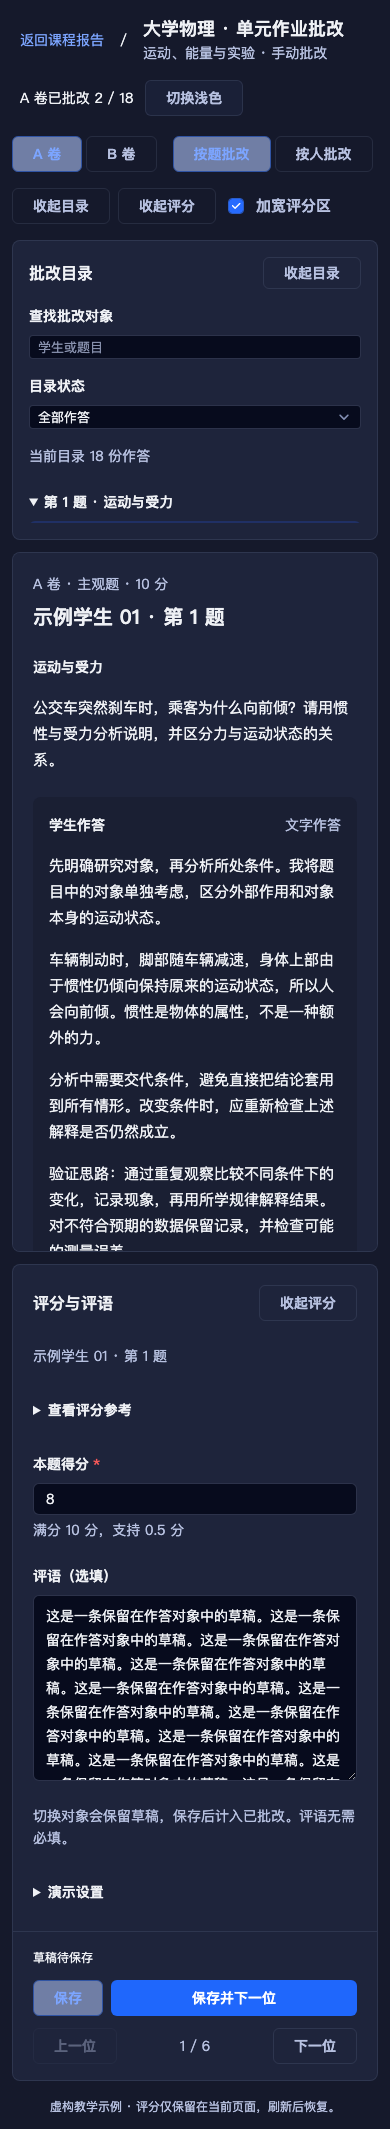 返回课程报告 / 大学物理 · 单元作业批改
运动、能量与实验 · 手动批改
A 卷已批改 2 / 18 切换浅色
A 卷 B 卷 按题批改 按人批改
收起目录 收起评分 加宽评分区
批改目录 收起目录
查找批改对象
学生或题目
目录状态
全部作答
当前目录 18 份作答
▼ 第 1 题 · 运动与受力
A 卷 · 主观题 · 10 分
示例学生 01 · 第 1 题
运动与受力
公交车突然刹车时，乘客为什么向前倾？请用惯
性与受力分析说明，并区分力与运动状态的关
系。
学生作答 文字作答
先明确研究对象，再分析所处条件。我将题
目中的对象单独考虑，区分外部作用和对象
本身的运动状态。
车辆制动时，脚部随车辆减速，身体上部由
于惯性仍倾向保持原来的运动状态，所以人
会向前倾。惯性是物体的属性，不是一种额
外的力。
分析中需要交代条件，避免直接把结论套用
到所有情形。改变条件时，应重新检查上述
解释是否仍然成立。
验证思路：通过重复观察比较不同条件下的
变化，记录现象，再用所学规律解释结果。
对不符合预期的数据保留记录，并检查可能
的测量误差
评分与评语 收起评分
示例学生 01 · 第 1 题
▶ 查看评分参考
本题得分 *
8
满分 10 分，支持 0.5 分
评语（选填）
这是一条保留在作答对象中的草稿。这是一条保
留在作答对象中的草稿。这是一条保留在作答对
象中的草稿。这是一条保留在作答对象中的草
稿。这是一条保留在作答对象中的草稿。这是一
条保留在作答对象中的草稿。这是一条保留在作
答对象中的草稿。这是一条保留在作答对象中的
草稿。这是一条保留在作答对象中的草稿。这是
一条保留在作答对象中的草稿。这是一条保留在
切换对象会保留草稿，保存后计入已批改。评语无需
必填。
▶ 演示设置
草稿待保存
保存 保存并下一位
上一位 1 / 6 下一位
虚构教学示例 · 评分仅保留在当前页面，刷新后恢复。